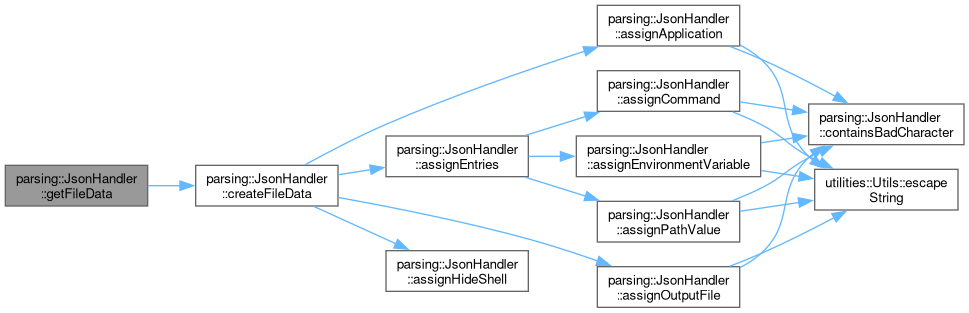 parsing::JsonHandler
::getFileData
parsing::JsonHandler
::createFileData
parsing::JsonHandler
::assignApplication
parsing::JsonHandler
::assignEntries
parsing::JsonHandler
::assignHideShell
parsing::JsonHandler
::assignCommand
parsing::JsonHandler
::assignEnvironmentVariable
parsing::JsonHandler
::assignPathValue
parsing::JsonHandler
::assignOutputFile
parsing::JsonHandler
::containsBadCharacter
utilities::Utils::escape
String